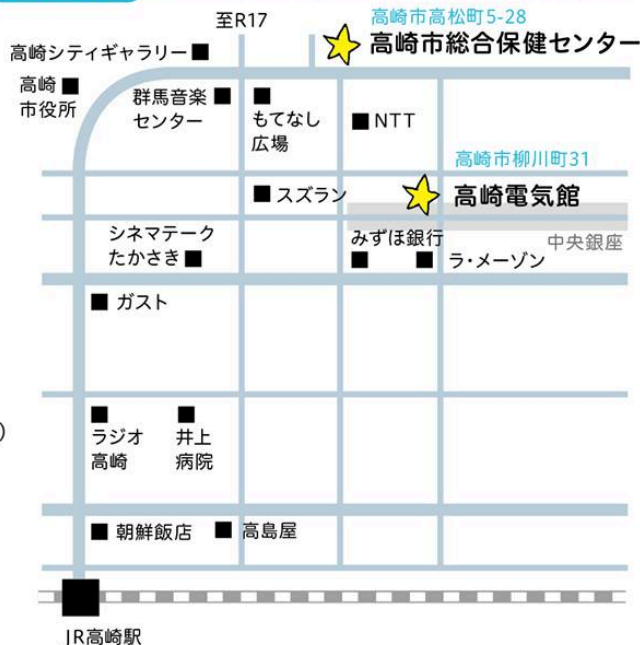 至R17
高崎市高松町5-28
高崎市総合保健センター
高崎シティギャラリー
高崎
市役所
群馬音楽
センター
もてなし
広場
NTT
高崎市柳川町31
スズラン
高崎電気館
シネマテーク
たかさき
みずほ銀行
中央銀座
ラ・メーゾン
ガスト
)
ラジオ
高崎
井上
病院
朝鮮飯店
高島屋
JR高崎駅